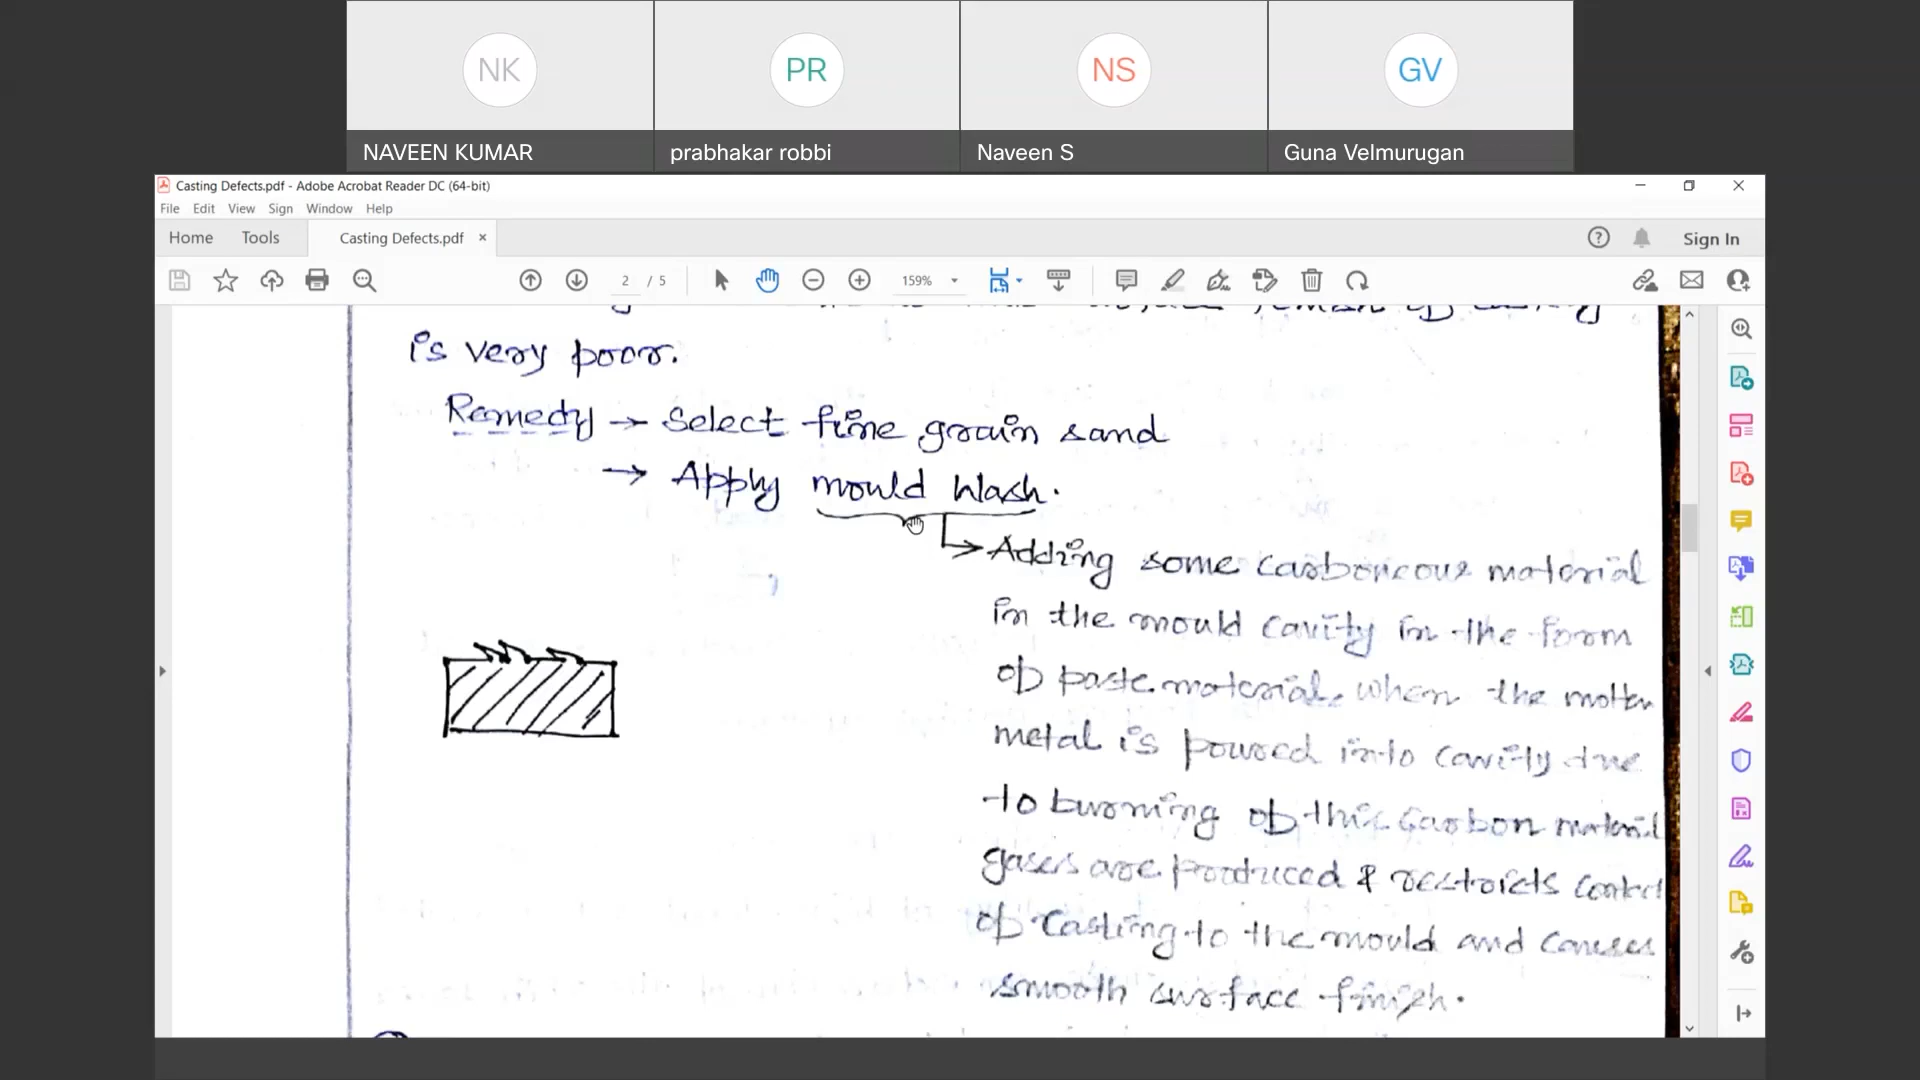 NK
PR
NS
GV
NAVEEN KUMAR
prabhakar robbi
Naveen S
Guna Velmurugan
Casting Defects.pdf - Adobe Acrobat Reader DC (64-bit)
File Edit View Sign Window Help
Home Tools Casting Defects.pdf × Sign In
2 / 5 159%
is very poor.
Remedy → Select fine grain sand
→ Apply mould Wash.
Adding some carboneous material
in the mould cavity in the form
of paste material. when the molten
metal is poured into cavity due
to burning of this Carbon material
gases are produced & restricts contact
of Casting to the mould and causes
smooth surface finish.